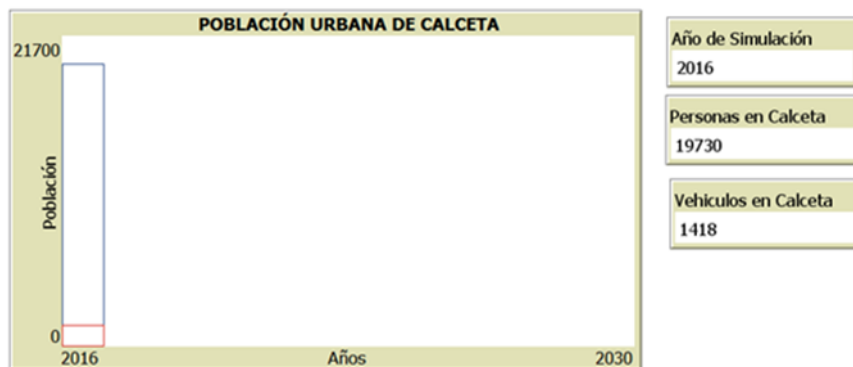 POBLACIÓN URBANA DE CALCETA
21700
Población
0
2016
Años
2030
Año de Simulación
2016
Personas en Calceta
19730
Vehiculos en Calceta
1418